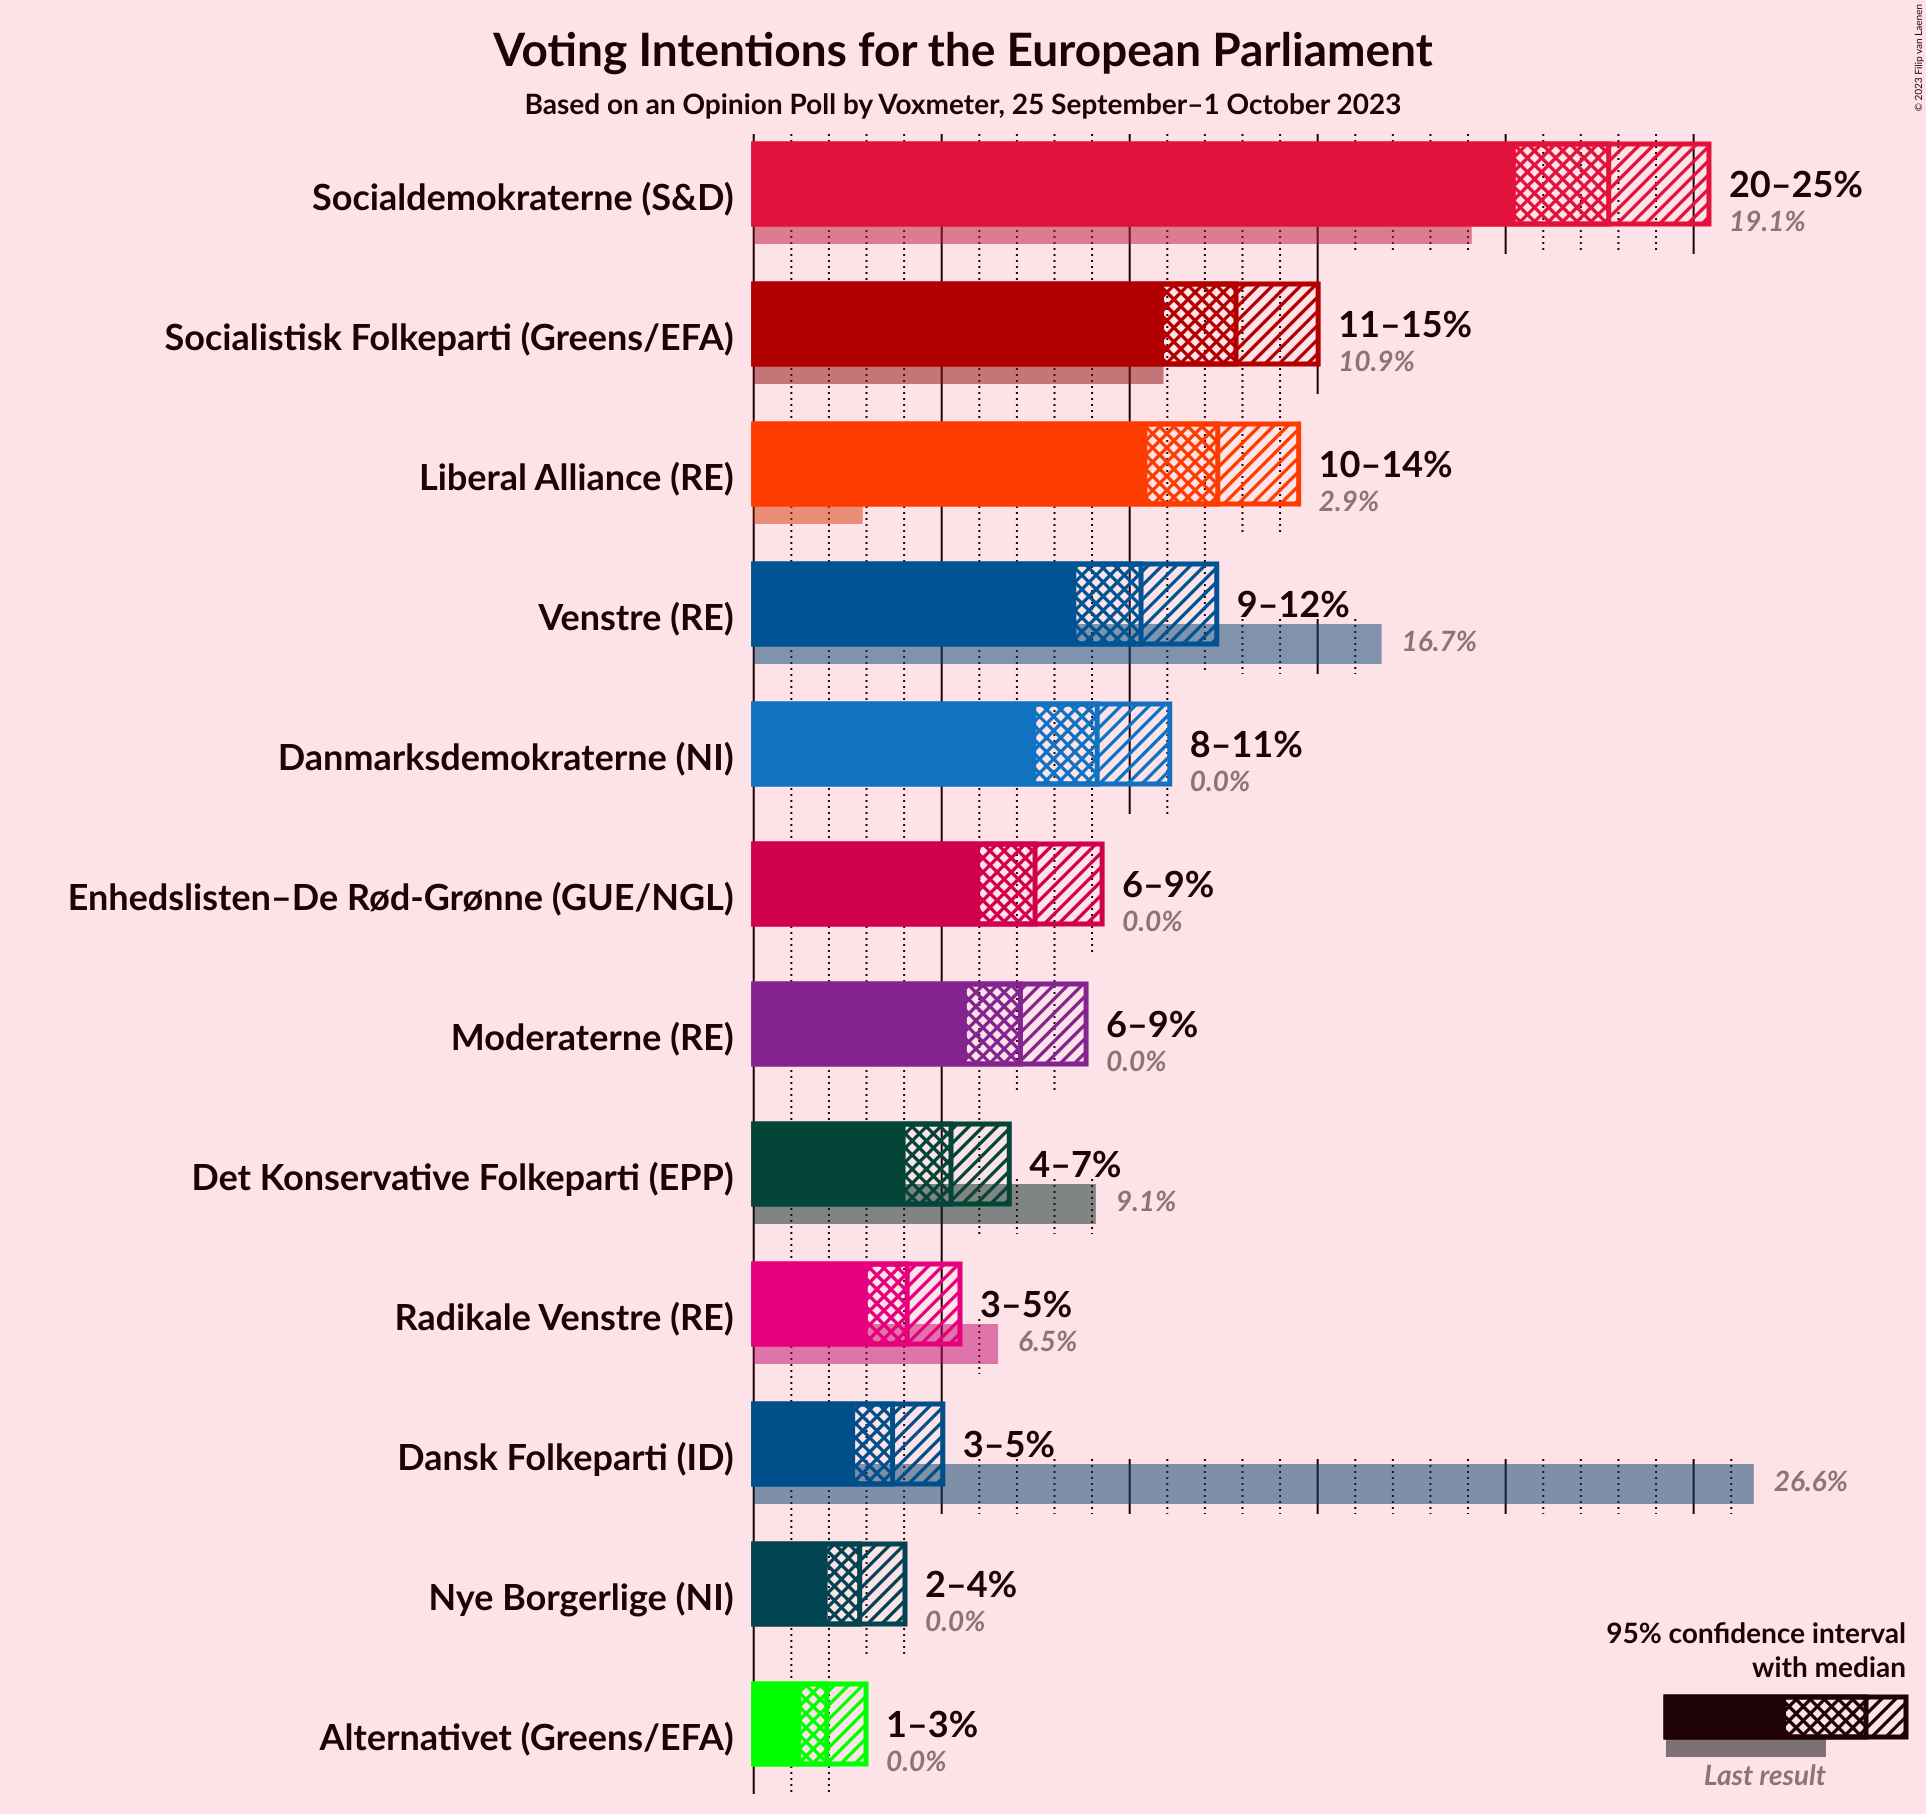 Voting Intentions for the European Parliament
Based on an Opinion Poll by Voxmeter, 25 September–1 October 2023
© 2023 Filip van Laenen
Socialdemokraterne (S&D)
20–25%
19.1%
Socialistisk Folkeparti (Greens/EFA)
11–15%
10.9%
Liberal Alliance (RE)
10–14%
2.9%
Venstre (RE)
9–12%
16.7%
Danmarksdemokraterne (NI)
8–11%
0.0%
Enhedslisten–De Rød-Grønne (GUE/NGL)
6–9%
0.0%
Moderaterne (RE)
6–9%
0.0%
Det Konservative Folkeparti (EPP)
4–7%
9.1%
Radikale Venstre (RE)
3–5%
6.5%
Dansk Folkeparti (ID)
3–5%
26.6%
Nye Borgerlige (NI)
2–4%
0.0%
Alternativet (Greens/EFA)
1–3%
0.0%
95% confidence interval
with median
Last result